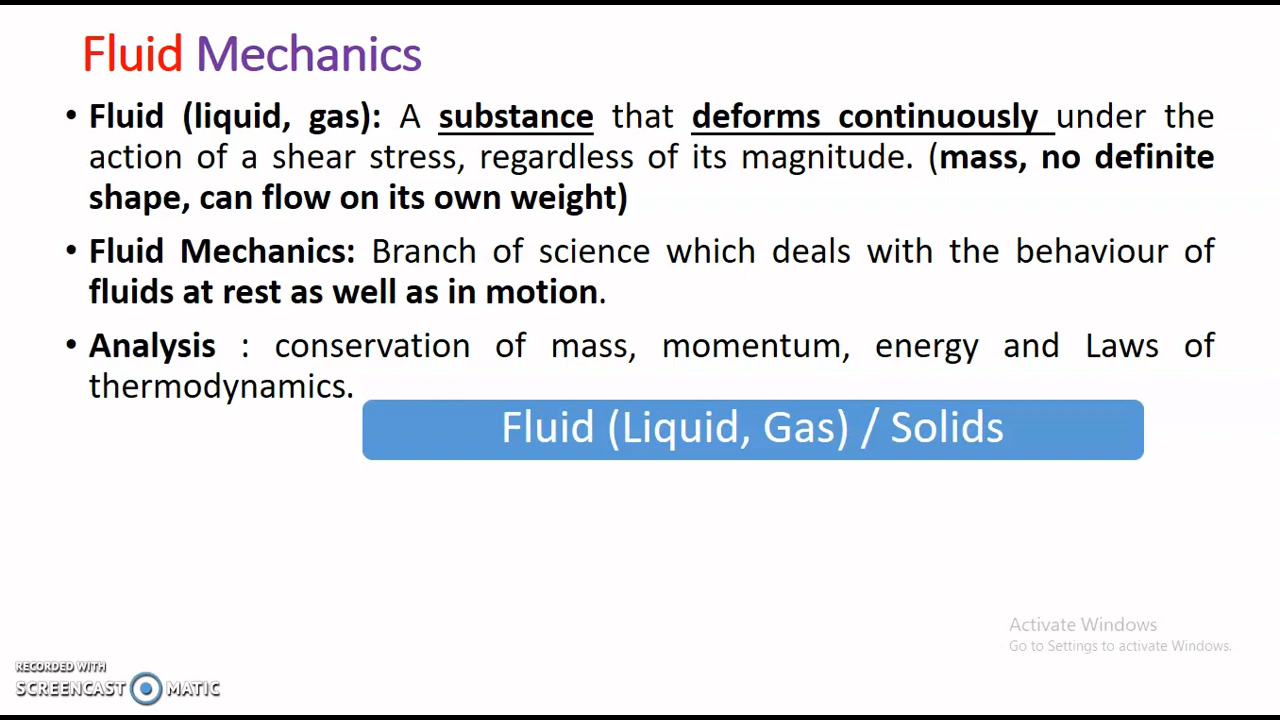 Fluid Mechanics
• Fluid (liquid, gas): A substance that deforms continuously under the
action of a shear stress, regardless of its magnitude. (mass, no definite
shape, can flow on its own weight)
• Fluid Mechanics: Branch of science which deals with the behaviour of
fluids at rest as well as in motion.
• Analysis : conservation of mass, momentum, energy and Laws of
thermodynamics.
Fluid (Liquid, Gas) / Solids
Activate Windows
Go to Settings to activate Windows.
RECORDED WITH
SCREENCAST MATIC